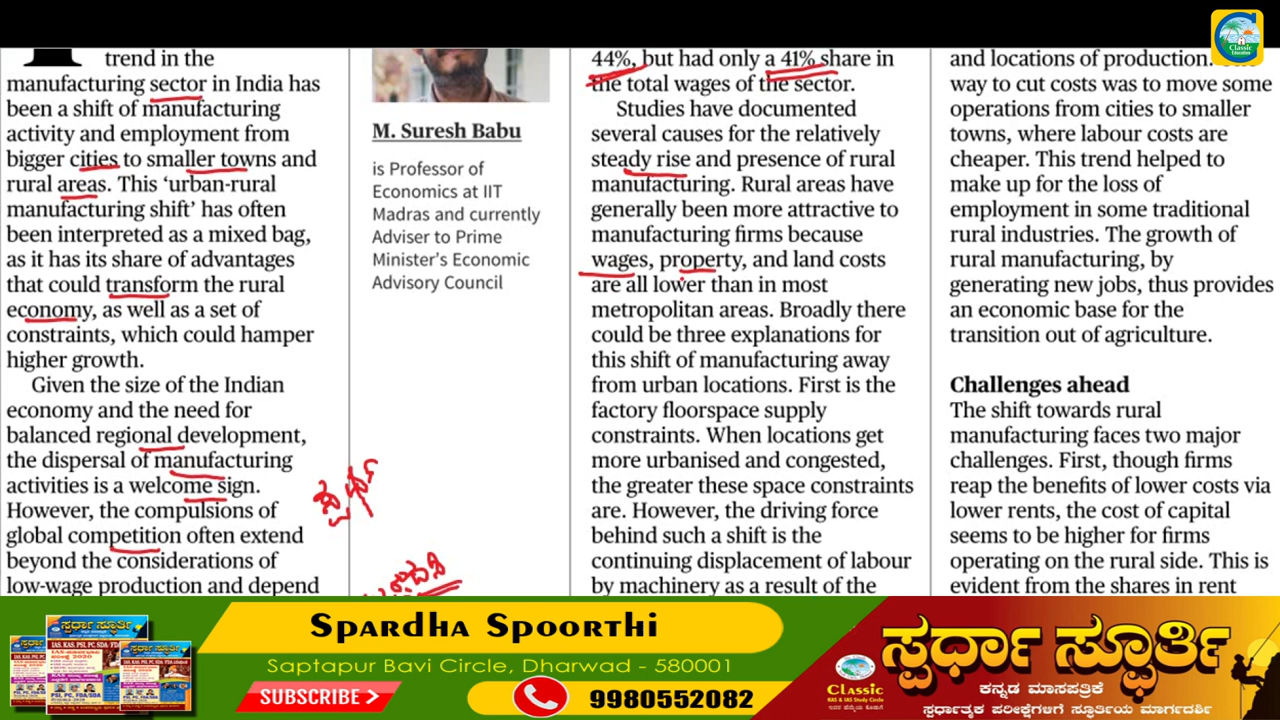 trend in the
manufacturing sector in India has
been a shift of manufacturing
activity and employment from
bigger cities to smaller towns and
rural areas. This ‘urban-rural
manufacturing shift’ has often
been interpreted as a mixed bag,
as it has its share of advantages
that could transform the rural
economy, as well as a set of
constraints, which could hamper
higher growth.
Given the size of the Indian
economy and the need for
balanced regional development,
the dispersal of manufacturing
activities is a welcome sign.
However, the compulsions of
global competition often extend
beyond the considerations of
low-wage production and depend
M. Suresh Babu
is Professor of
Economics at IIT
Madras and currently
Adviser to Prime
Minister’s Economic
Advisory Council
44%, but had only a 41% share in
the total wages of the sector.
Studies have documented
several causes for the relatively
steady rise and presence of rural
manufacturing. Rural areas have
generally been more attractive to
manufacturing firms because
wages, property, and land costs
are all lower than in most
metropolitan areas. Broadly there
could be three explanations for
this shift of manufacturing away
from urban locations. First is the
factory floorspace supply
constraints. When locations get
more urbanised and congested,
the greater these space constraints
are. However, the driving force
behind such a shift is the
continuing displacement of labour
by machinery as a result of the
and locations of production.
way to cut costs was to move some
operations from cities to smaller
towns, where labour costs are
cheaper. This trend helped to
make up for the loss of
employment in some traditional
rural industries. The growth of
rural manufacturing, by
generating new jobs, thus provides
an economic base for the
transition out of agriculture.
Challenges ahead
The shift towards rural
manufacturing faces two major
challenges. First, though firms
reap the benefits of lower costs via
lower rents, the cost of capital
seems to be higher for firms
operating on the rural side. This is
evident from the shares in rent
Classic
Education
ಸ್ಪರ್ಧಾ ಸ್ಫೂರ್ತಿ
Spardha Spoorthi
Saptapur Bavi Circle Dharwad - 580001
SUBSCRIBE >
9980552082
Classic
IAS & KAS Study Circle
ಸ್ಪರ್ಧಾ ಸ್ಫೂರ್ತಿ
ಕನ್ನಡ ಮಾಸಪತ್ರಿಕೆ
ಸ್ಪರ್ಧಾತ್ಮಕ ಪರೀಕ್ಷೆಗಳಿಗೆ ಸ್ಫೂರ್ತಿಯ ಮಾರ್ಗದರ್ಶಿ